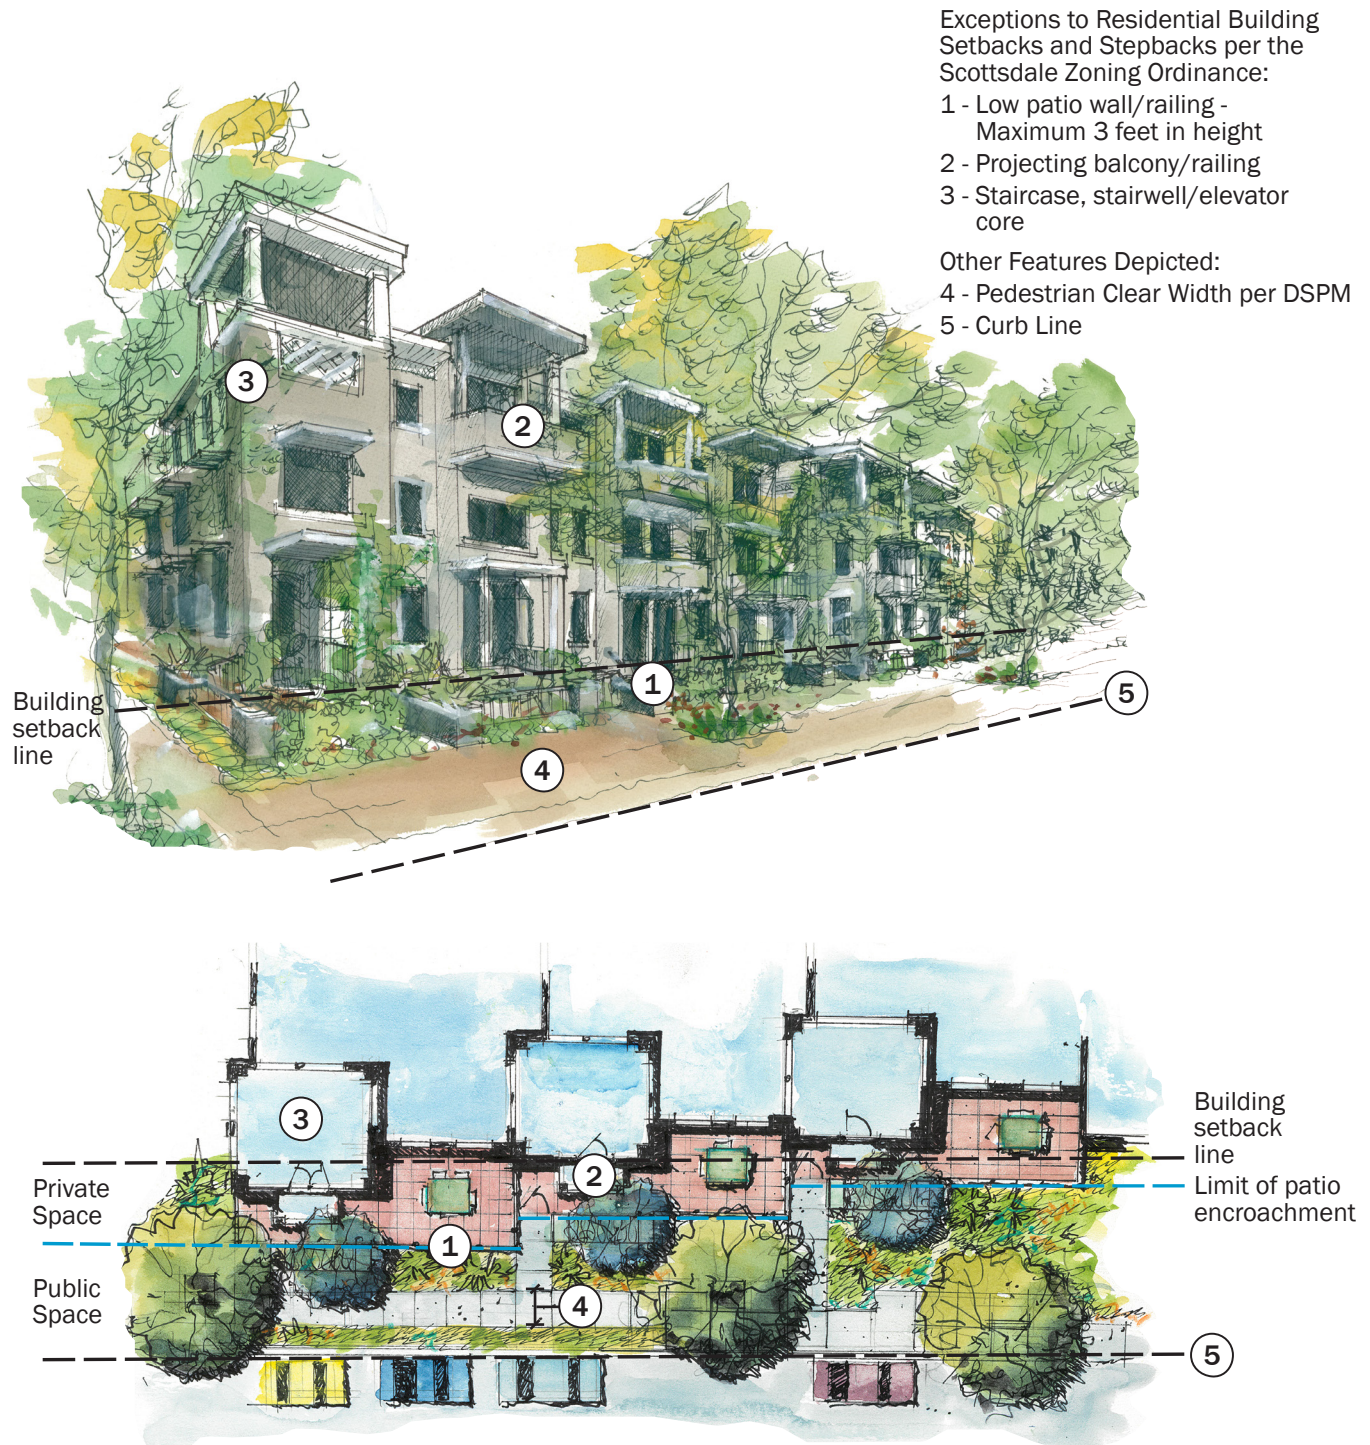 Exceptions to Residential Building
Setbacks and Stepbacks per the
Scottsdale Zoning Ordinance:
1 - Low patio wall/railing -
Maximum 3 feet in height
2 - Projecting balcony/railing
3 - Staircase, stairwell/elevator
core
Other Features Depicted:
4 - Pedestrian Clear Width per DSPM
5 - Curb Line
3
2
1
5
Building
setback
line
4
3
2
Building
setback
line
Private
Space
Limit of patio
encroachment
1
Public
Space
4
5